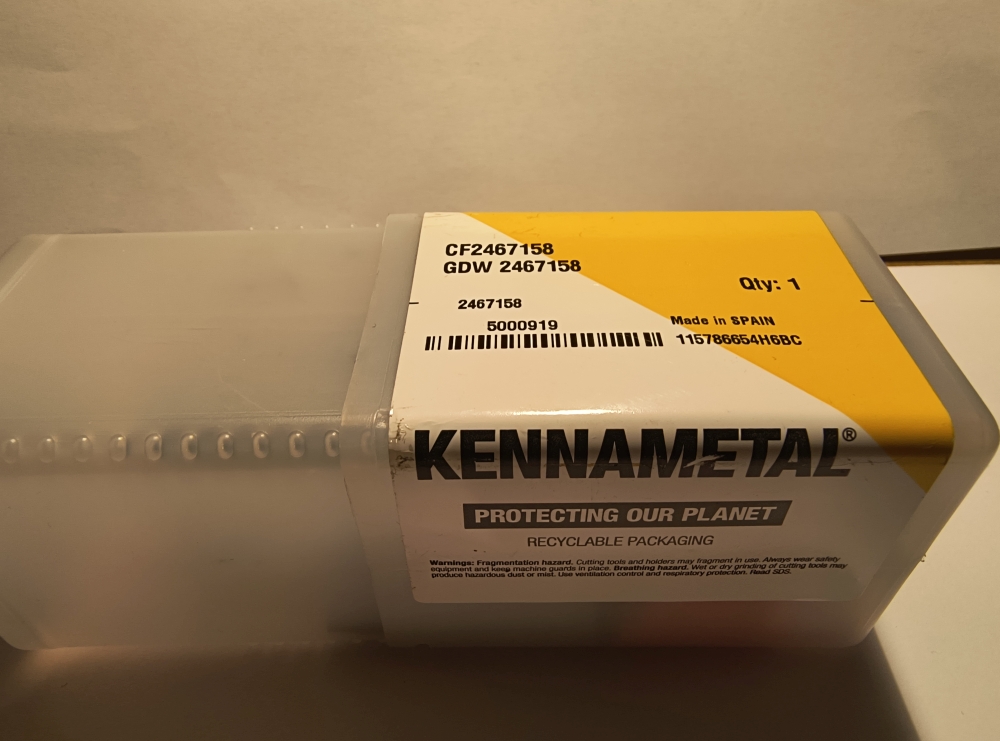 CF2467158
GDW 2467158
Qty: 1
2467158
5000919
Made in SPAIN
115786654H6BC
KENNAMETAL®
PROTECTING OUR PLANET
RECYCLABLE PACKAGING
Warnings: Fragmentation hazard. Cutting tools and holders may fragment in use. Always wear safety
equipment and keep machine guards in place. Breathing hazard. Wet or dry grinding of cutting tools may
produce hazardous dust or mist. Use ventilation control and respiratory protection. Read SDS.